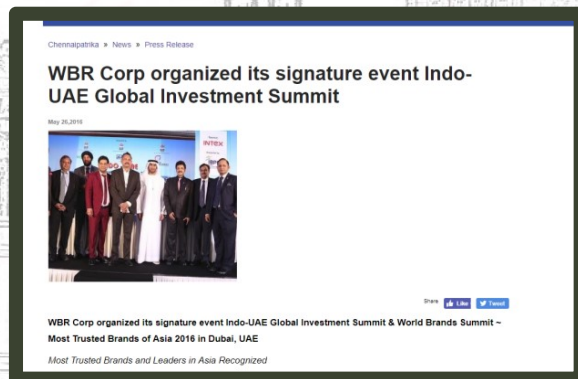 Chennaipatrika » News » Press Release
WBR Corp organized its signature event Indo-
UAE Global Investment Summit
May 20,2016
INTEX
Share Like Tweet
WBR Corp organized its signature event Indo-UAE Global Investment Summit & World Brands Summit ~
Most Trusted Brands of Asia 2016 in Dubai, UAE
Most Trusted Brands and Leaders in Asia Recognized